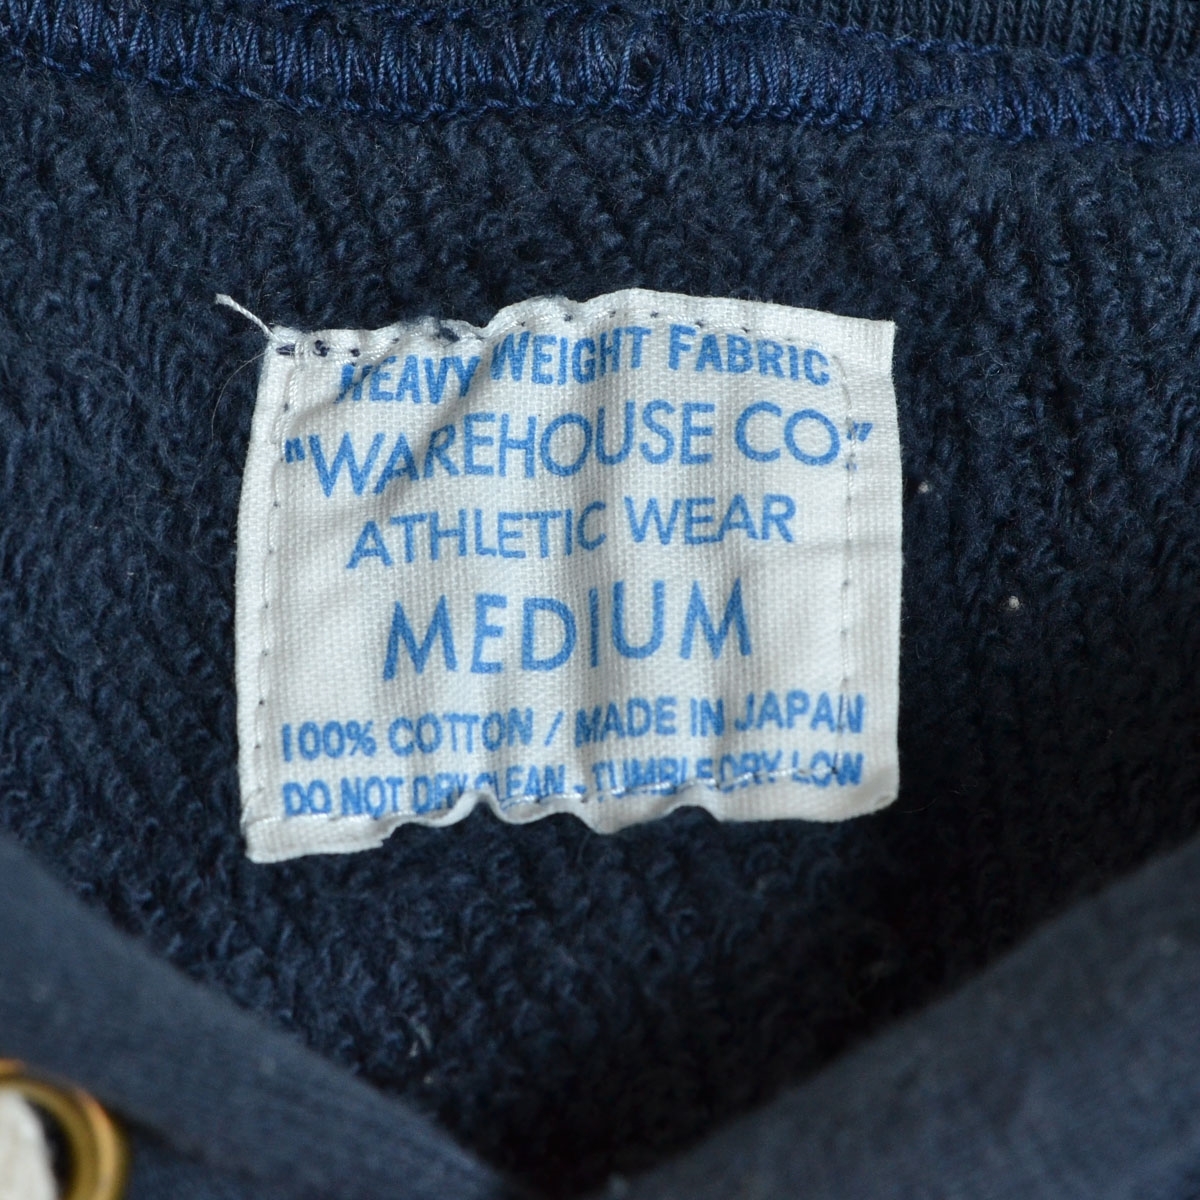 HEAVY WEIGHT FABRIC
"WAREHOUSE CO."
ATHLETIC WEAR
MEDIUM
100% COTTON / MADE IN JAPAN
DO NOT DRY CLEAN - TUMBLE DRY LOW